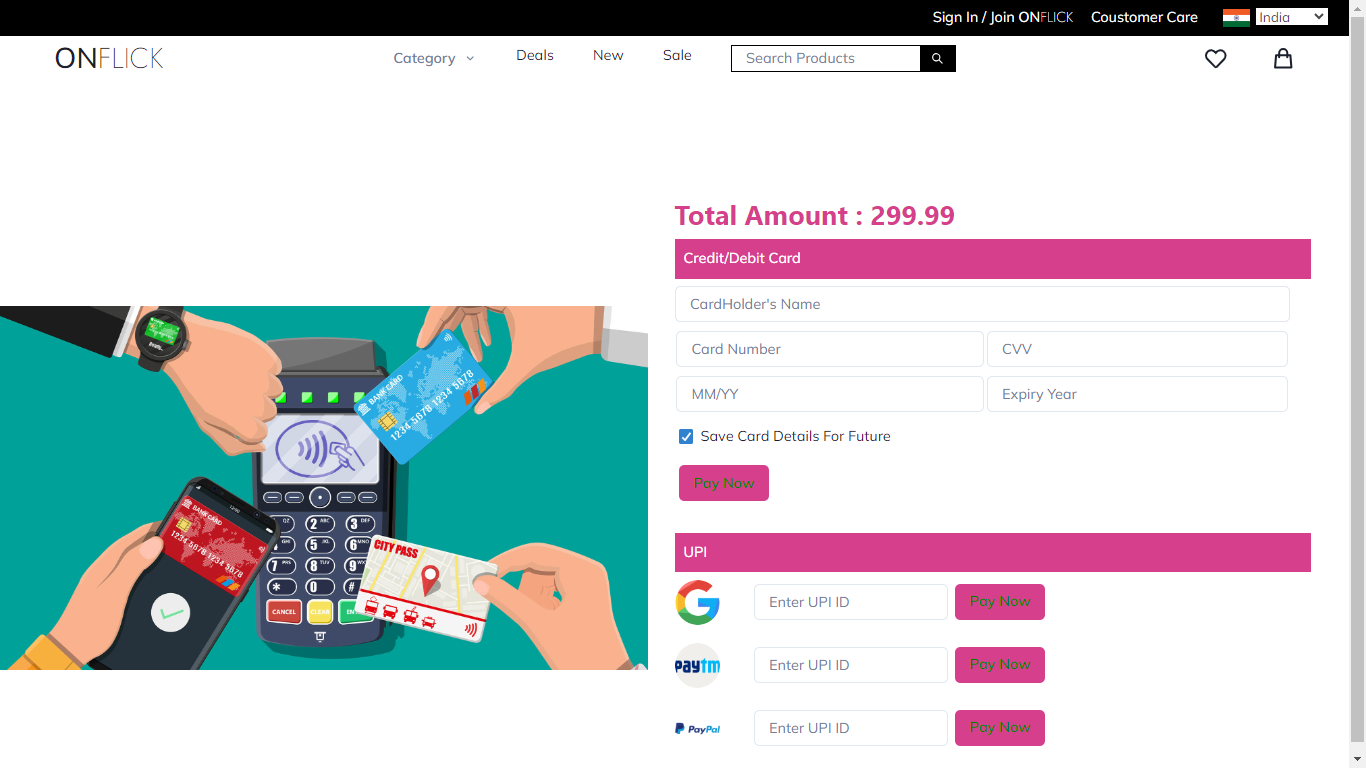 Sign In / Join ONFLICK Coustomer Care India
ONFLICK Category Deals New Sale Search Products
Total Amount : 299.99
Credit/Debit Card
CardHolder's Name
Card Number CVV
MM/YY Expiry Year
Save Card Details For Future
Pay Now
UPI
Enter UPI ID Pay Now
Paytm Enter UPI ID Pay Now
PayPal Enter UPI ID Pay Now
BANK CARD
1234 5678 1234 5678
BANK CARD
1234 5678 1234 5678
12:00
QZ 2 ABC 3 DEF
GHI 5 JKL 6 MNO
7 PRS 8 TUV 9
* 0 #
CANCEL CLEAR
CITY PASS